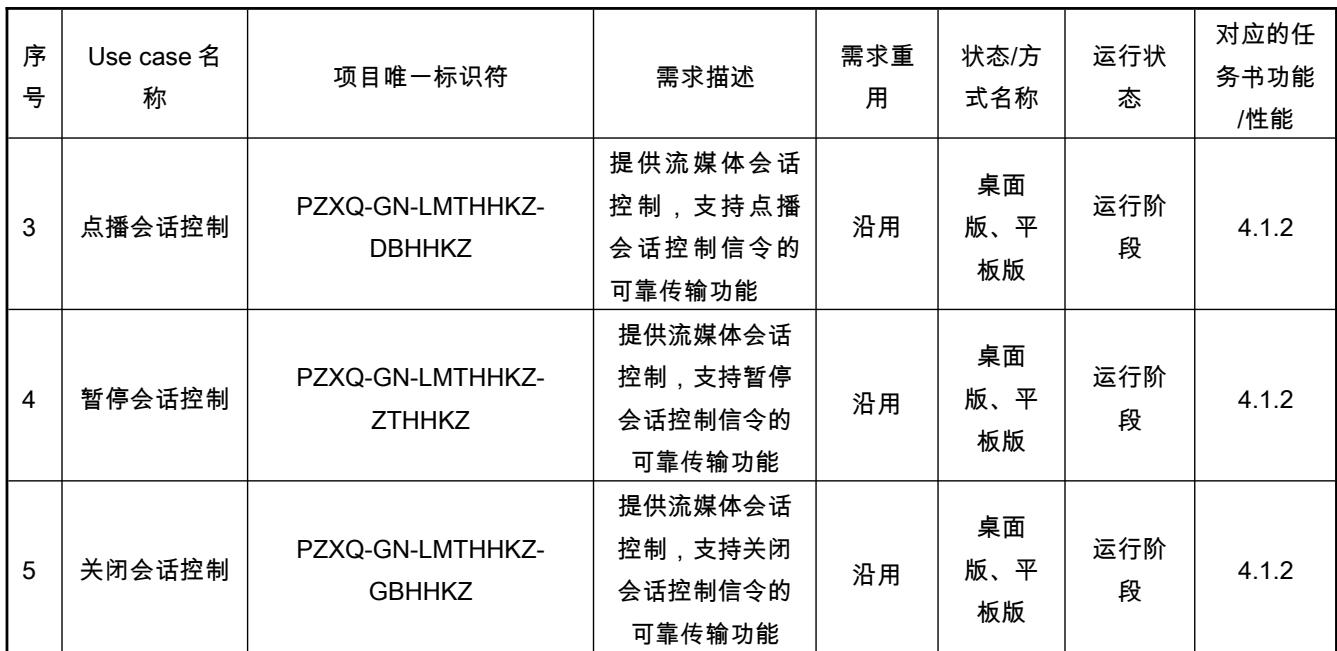 序号
Use case 名称
项目唯一标识符
需求描述
需求重用
状态/方式名称
运行状态
对应的任务书功能/性能
3
点播会话控制
PZXQ-GN-LMTHHKZ-
DBHHKZ
提供流媒体会话
控制，支持点播
会话控制信令的
可靠传输功能
沿用
桌面
版、平
板版
运行阶
段
4.1.2
4
暂停会话控制
PZXQ-GN-LMTHHKZ-
ZTHHKZ
提供流媒体会话
控制，支持暂停
会话控制信令的
可靠传输功能
沿用
桌面
版、平
板版
运行阶
段
4.1.2
5
关闭会话控制
PZXQ-GN-LMTHHKZ-
GBHHKZ
提供流媒体会话
控制，支持关闭
会话控制信令的
可靠传输功能
沿用
桌面
版、平
板版
运行阶
段
4.1.2